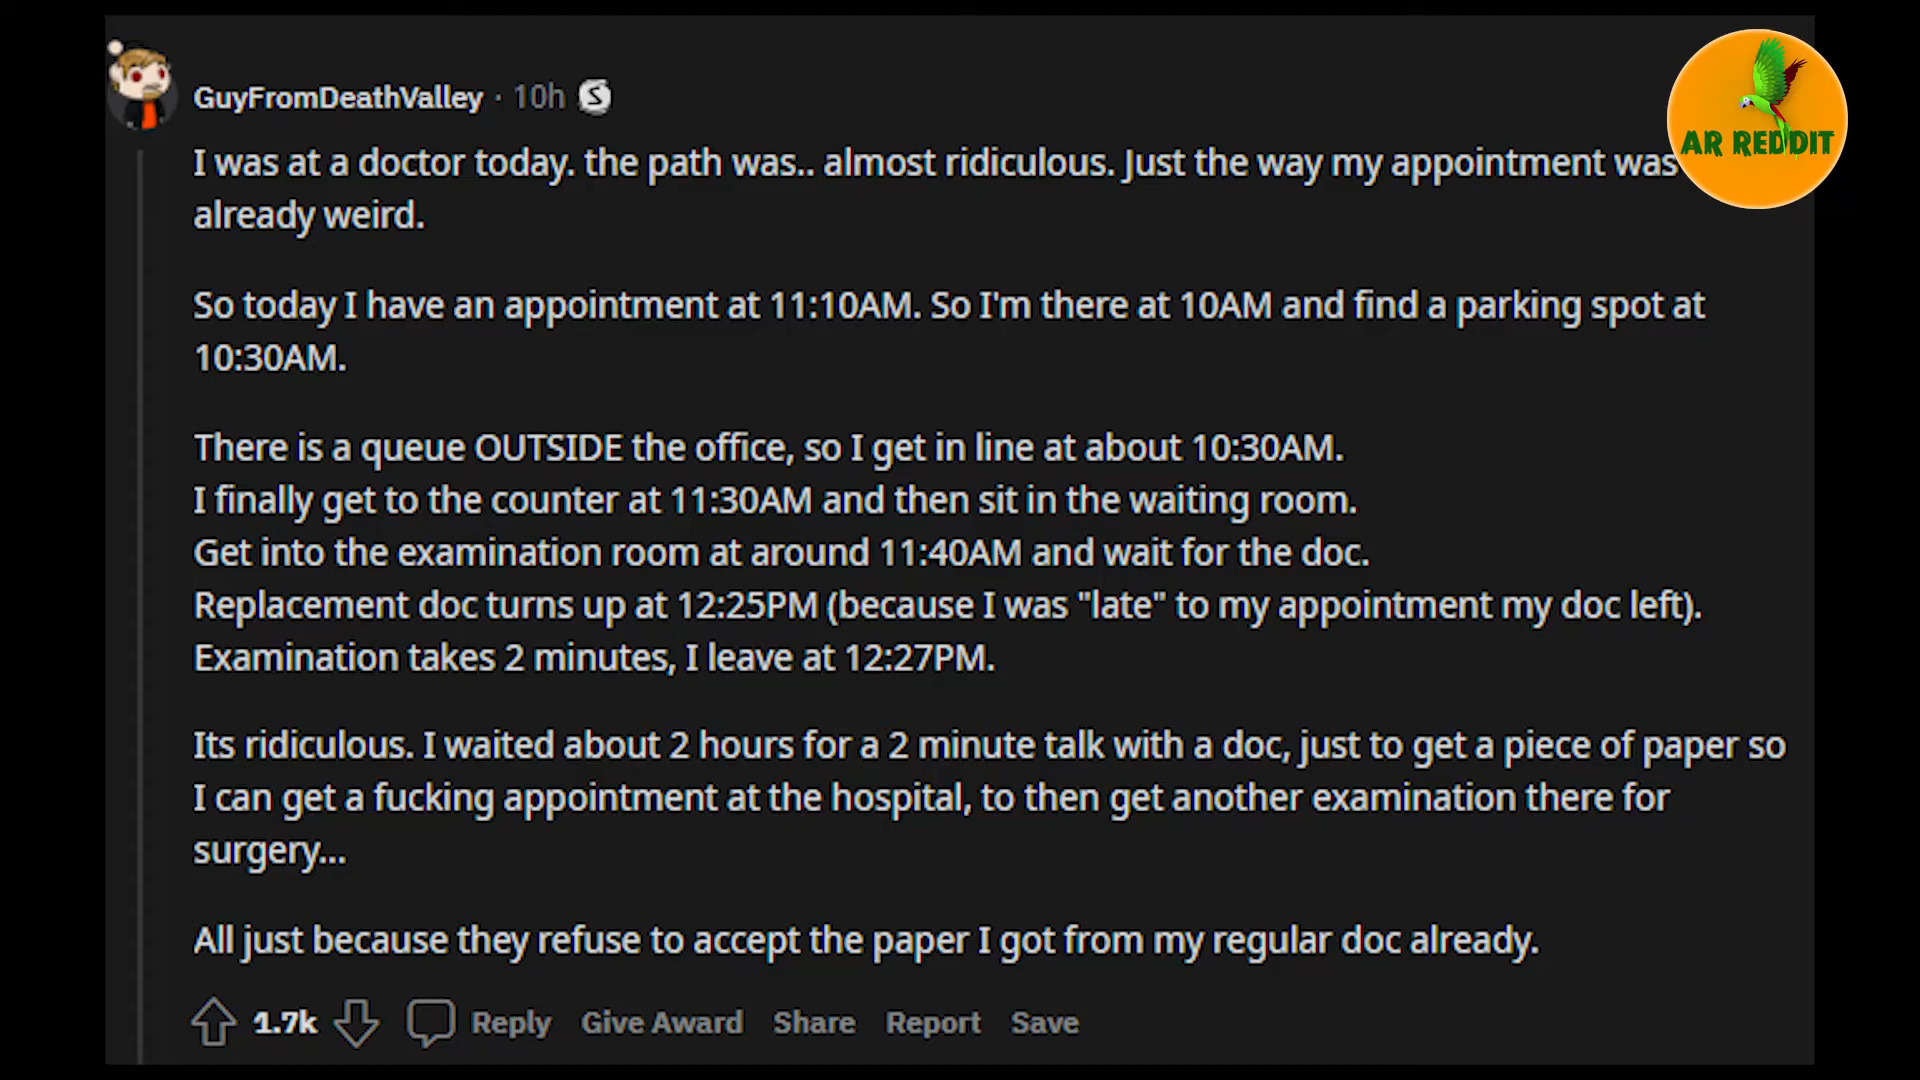 GuyFromDeathValley · 10h
AR REDDIT
I was at a doctor today. the path was.. almost ridiculous. Just the way my appointment was
already weird.
So today I have an appointment at 11:10AM. So I'm there at 10AM and find a parking spot at
10:30AM.
There is a queue OUTSIDE the office, so I get in line at about 10:30AM.
I finally get to the counter at 11:30AM and then sit in the waiting room.
Get into the examination room at around 11:40AM and wait for the doc.
Replacement doc turns up at 12:25PM (because I was "late" to my appointment my doc left).
Examination takes 2 minutes, I leave at 12:27PM.
Its ridiculous. I waited about 2 hours for a 2 minute talk with a doc, just to get a piece of paper so
I can get a fucking appointment at the hospital, to then get another examination there for
surgery...
All just because they refuse to accept the paper I got from my regular doc already.
1.7k Reply Give Award Share Report Save